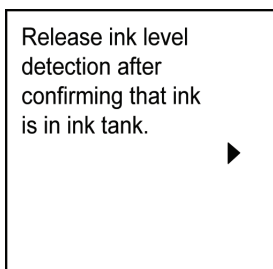 Release ink level
detection after
confirming that ink
is in ink tank.